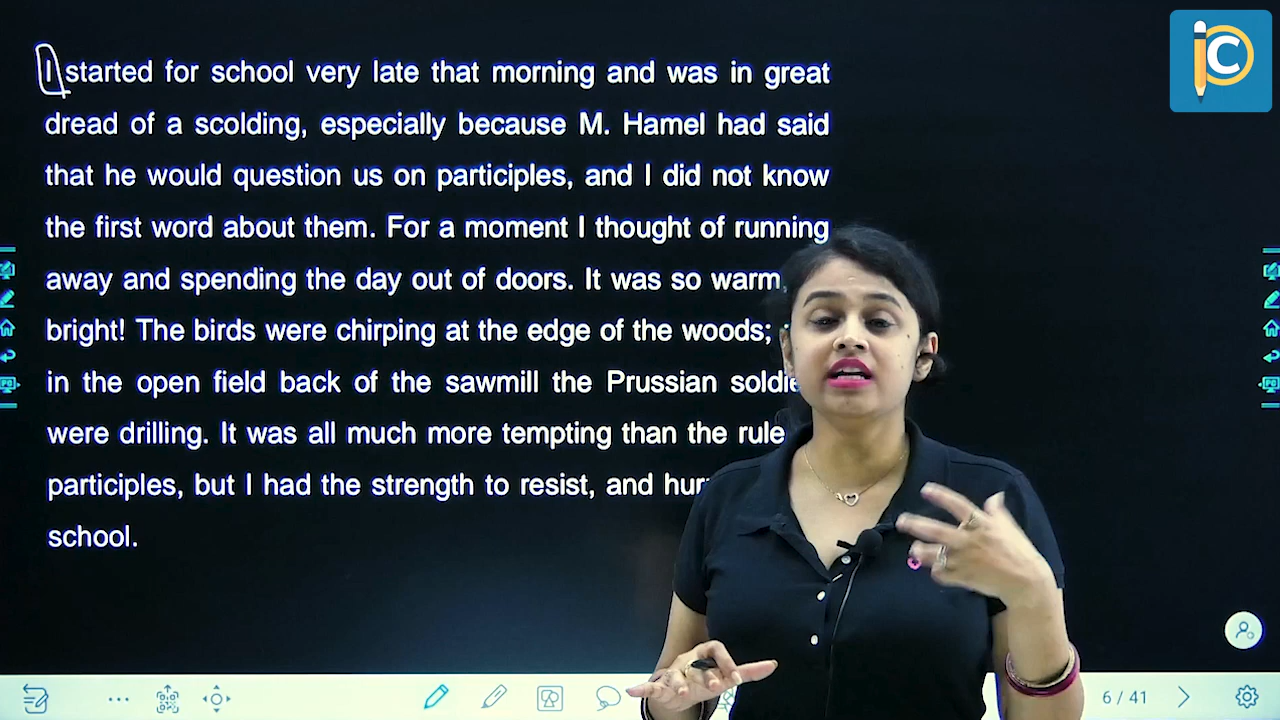 I started for school very late that morning and was in great
dread of a scolding, especially because M. Hamel had said
that he would question us on participles, and I did not know
the first word about them. For a moment I thought of running
away and spending the day out of doors. It was so warm,
bright! The birds were chirping at the edge of the woods;
in the open field back of the sawmill the Prussian
were drilling. It was all much more tempting than the rule
participles, but I had the strength to resist, and
school.
6 / 41